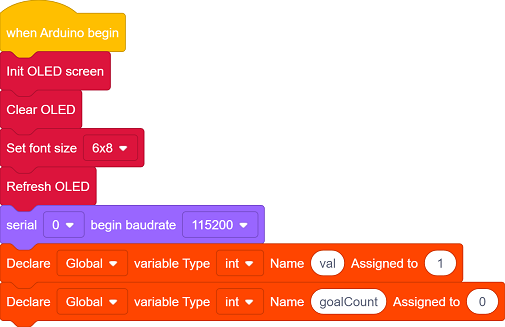 when Arduino begin
Init OLED screen
Clear OLED
Set font size 6x8
Refresh OLED
serial 0 begin baudrate 115200
Declare Global variable Type int Name val Assigned to 1
Declare Global variable Type int Name goalCount Assigned to 0